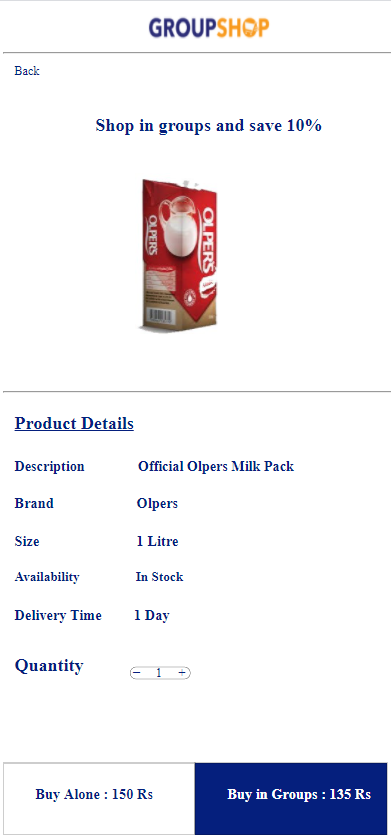 GROUPSHOP
Back
Shop in groups and save 10%
OLPERS
OLPERS
Product Details
Description Official Olpers Milk Pack
Brand Olpers
Size 1 Litre
Availability In Stock
Delivery Time 1 Day
Quantity − 1 +
Buy Alone : 150 Rs Buy in Groups : 135 Rs